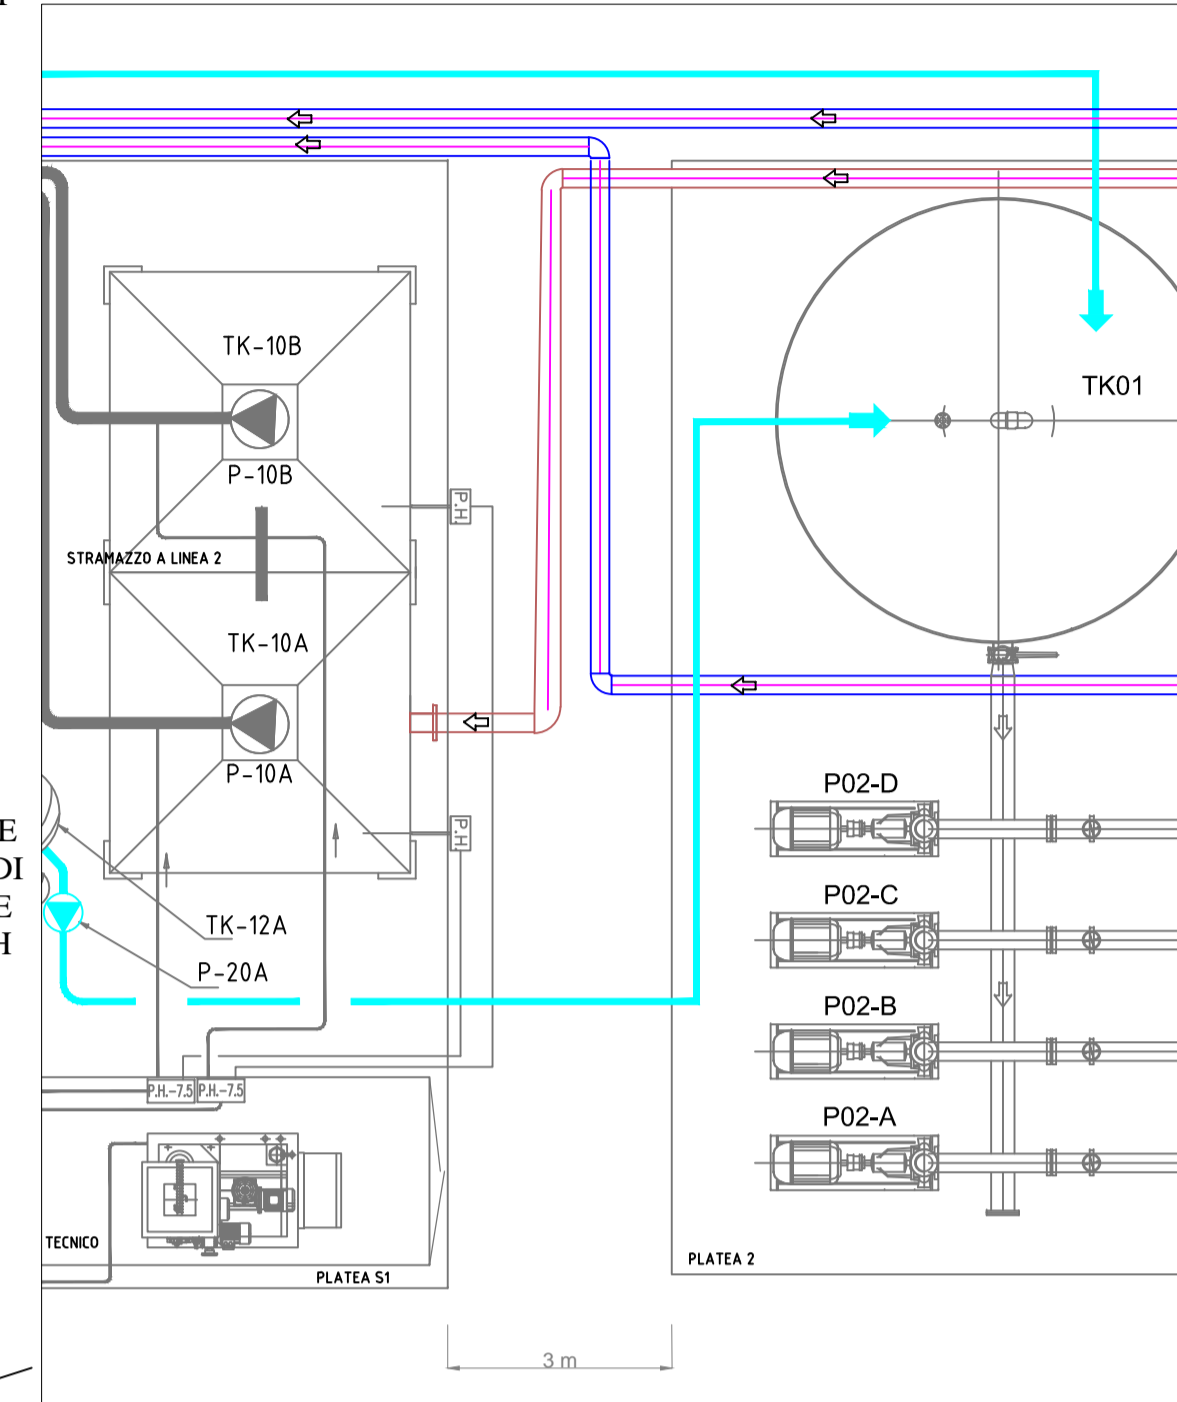 TK-10B
TK01
P-10B
P.H.
STRAMAZZO A LINEA 2
TK-10A
P-10A
P02-D
E
P.H.
DI
E
P02-C
TK-12A
H
P-20A
P02-B
P.H.-7.5
P.H.-7.5
P02-A
TECNICO
PLATEA S1
PLATEA 2
3 m